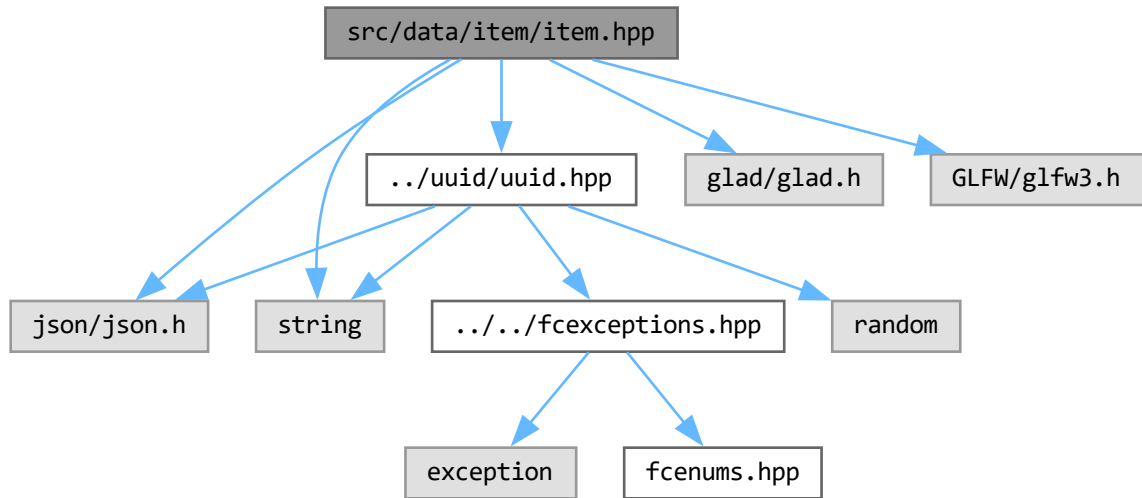 src/data/item/item.hpp
../uuid/uuid.hpp
glad/glad.h
GLFW/glfw3.h
json/json.h
string
../../fcexceptions.hpp
random
exception
fcenums.hpp